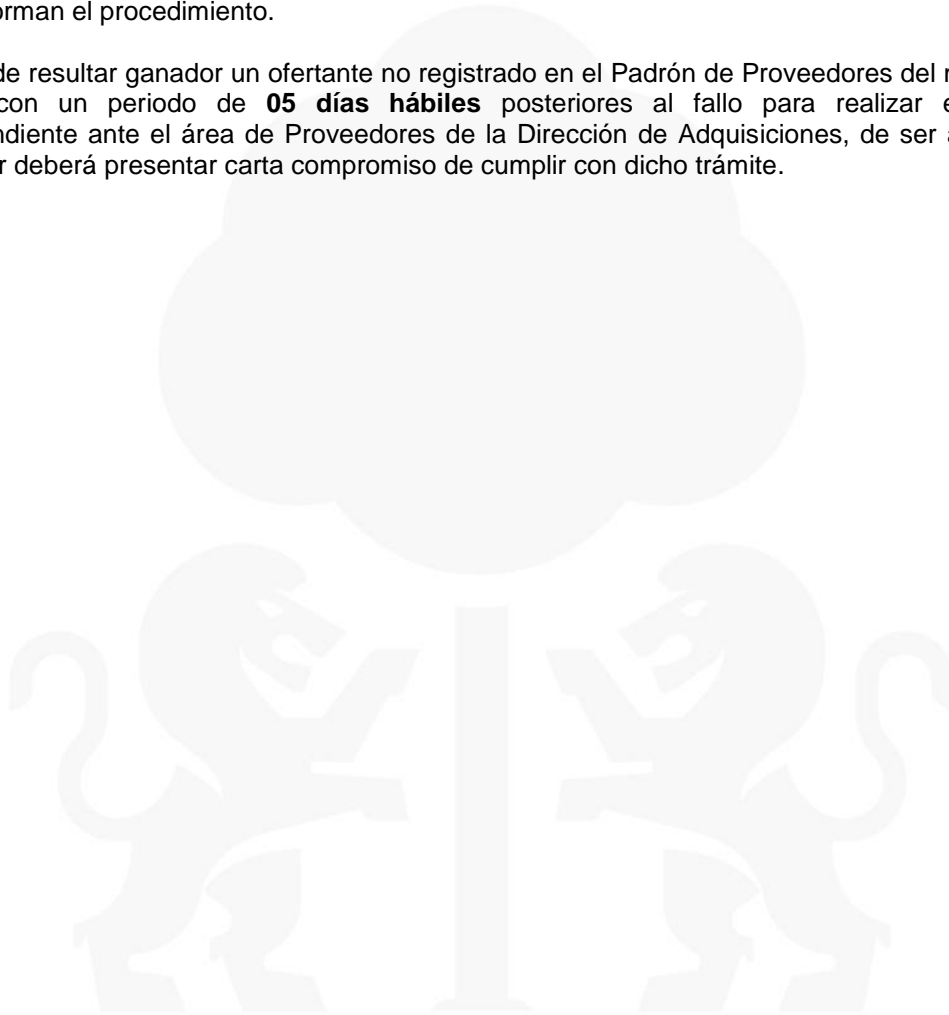 orman el procedimiento.
de resultar ganador un ofertante no registrado en el Padrón de Proveedores del
con un periodo de 05 días hábiles posteriores al fallo para realizar e
ndiente ante el área de Proveedores de la Dirección de Adquisiciones, de ser a
r deberá presentar carta compromiso de cumplir con dicho trámite.